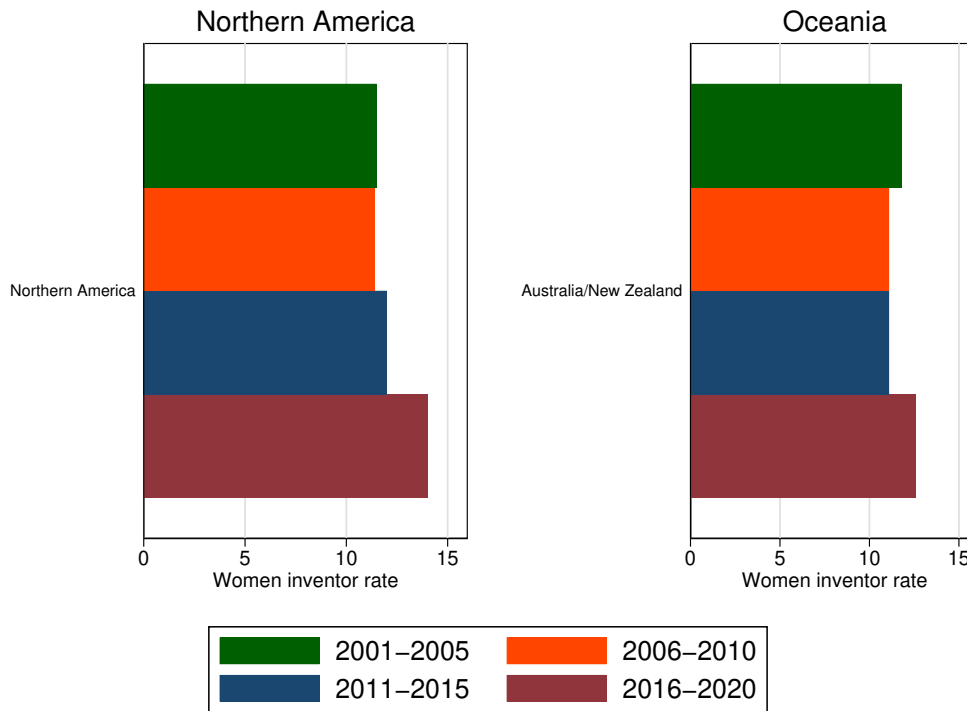 Northern America
Oceania
Northern America
Australia/New Zealand
0 5 10 15
0 5 10 15
Women inventor rate
Women inventor rate
2001−2005
2006−2010
2011−2015
2016−2020